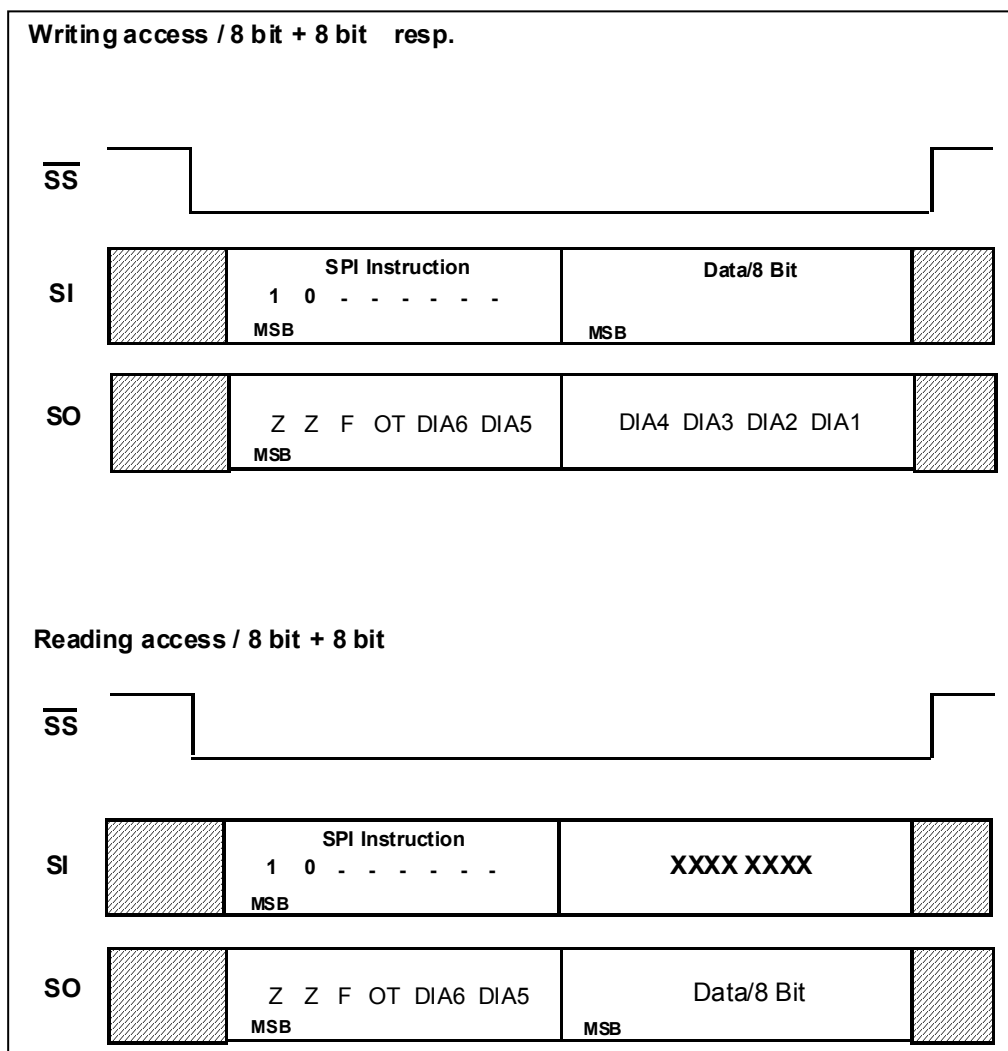 Writing access / 8 bit + 8 bit resp.
SS
SPI Instruction
Data/8 Bit
SI
1 0 - - - - - -
MSB
MSB
SO
Z Z F OT DIA6 DIA5
DIA4 DIA3 DIA2 DIA1
MSB
Reading access / 8 bit + 8 bit
SS
SPI Instruction
SI
1 0 - - - - - -
XXXX XXXX
MSB
SO
Z Z F OT DIA6 DIA5
Data/8 Bit
MSB
MSB